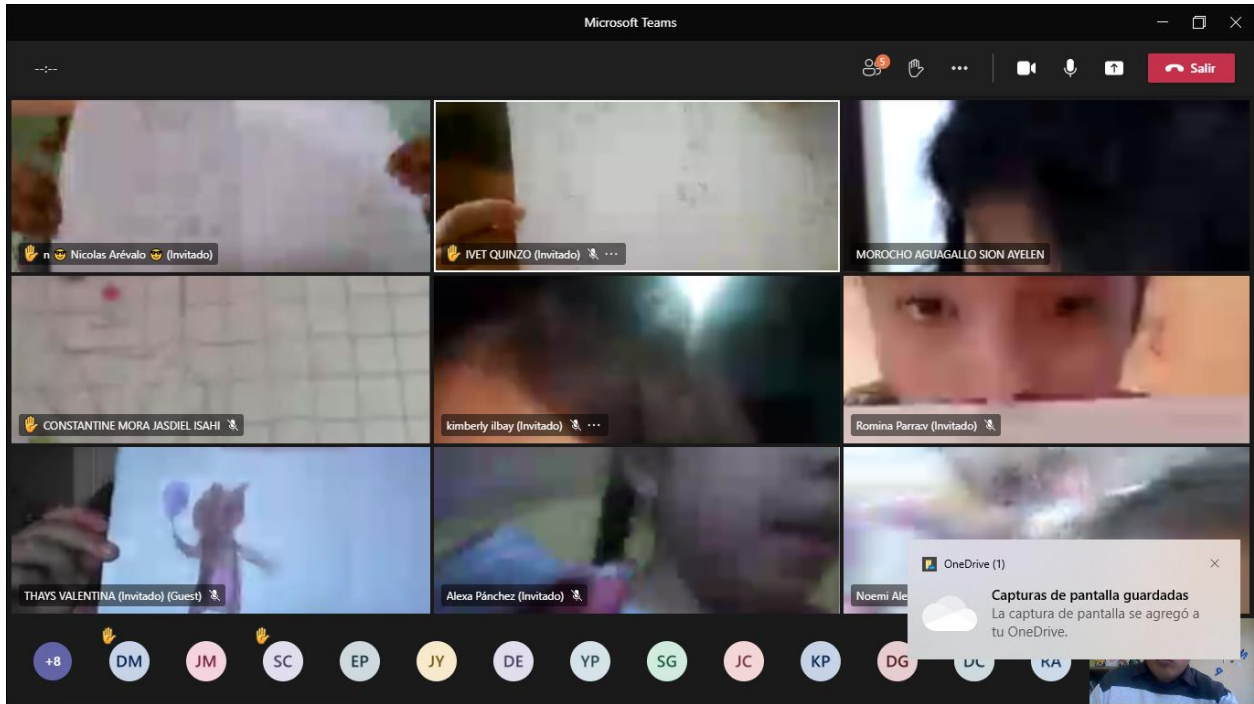 Microsoft Teams
--:--
5
Salir
n 😎 Nicolas Arévalo 😎 (Invitado)
IVET QUINZO (Invitado)
MOROCHO AGUAGALLO SION AYELEN
CONSTANTINE MORA JASDIEL ISAHI
kimberly ilbay (Invitado)
Romina Parrav (Invitado)
THAYS VALENTINA (Invitado) (Guest)
Alexa Pánchez (Invitado)
Noemi Ale
OneDrive (1)
Capturas de pantalla guardadas
La captura de pantalla se agregó a
tu OneDrive.
+8
DM
JM
SC
EP
JY
DE
YP
SG
JC
KP
DG
DC
RA